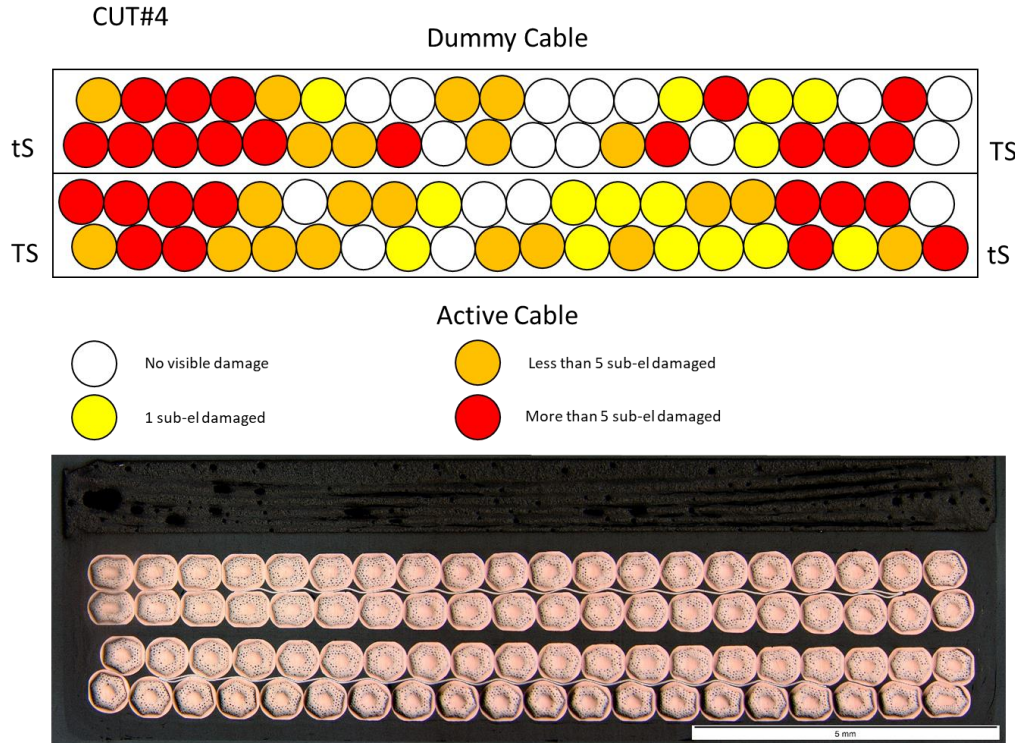 CUT#4
Dummy Cable
tS
TS
TS
tS
Active Cable
No visible damage
Less than 5 sub-el damaged
1 sub-el damaged
More than 5 sub-el damaged
5 mm